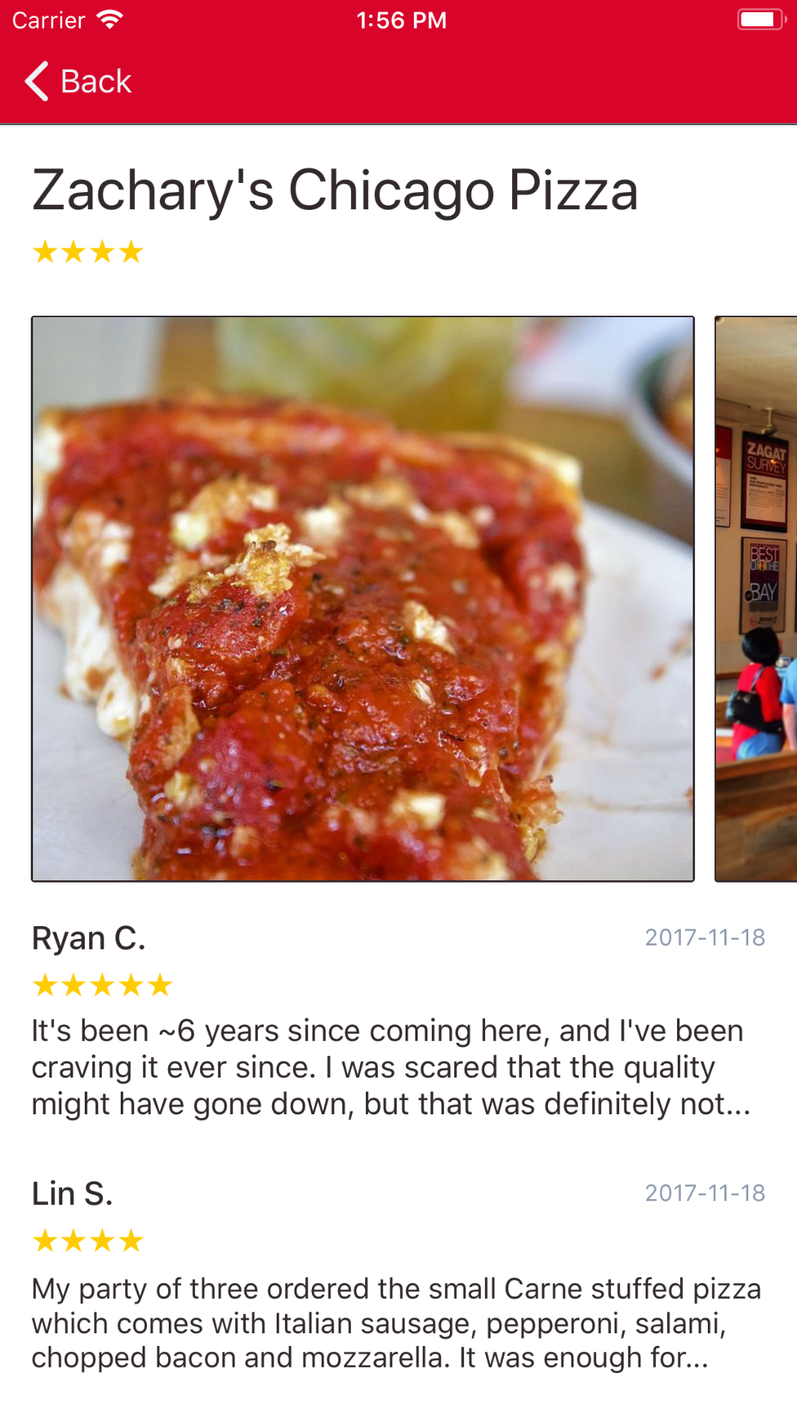 Carrier 1:56 PM
Back
Zachary's Chicago Pizza
★★★★
ZAGAT
SURVEY
BEST
OF THE
BAY
Ryan C. 2017-11-18
★★★★★
It's been ~6 years since coming here, and I've been
craving it ever since. I was scared that the quality
might have gone down, but that was definitely not...
Lin S. 2017-11-18
★★★★
My party of three ordered the small Carne stuffed pizza
which comes with Italian sausage, pepperoni, salami,
chopped bacon and mozzarella. It was enough for...